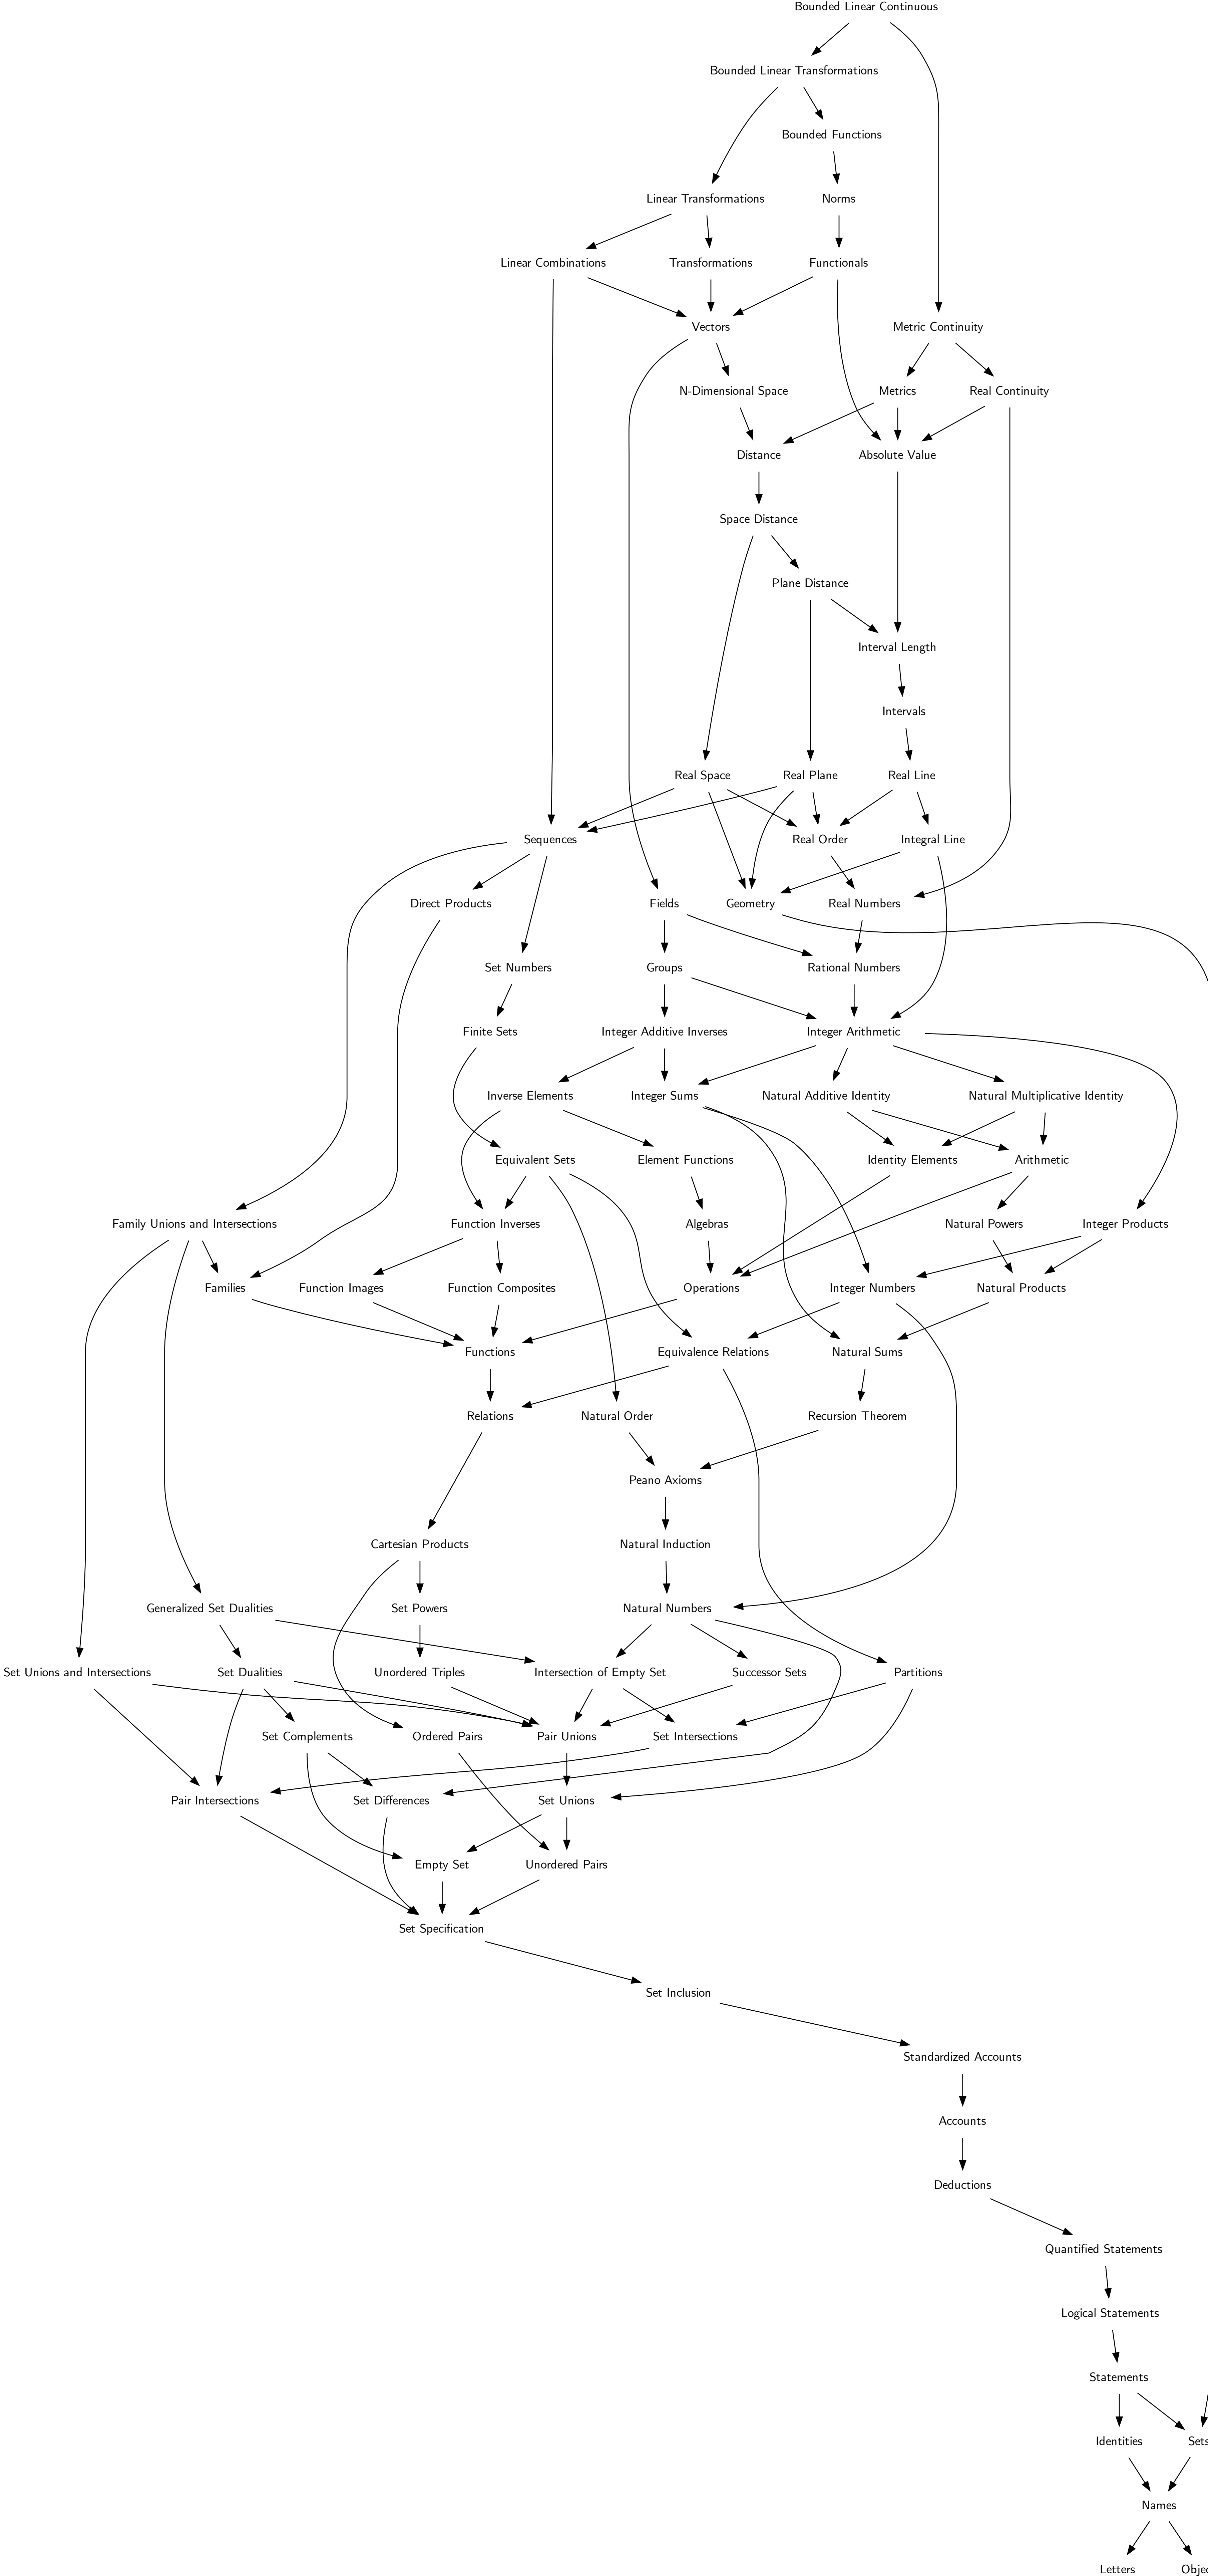 Bounded Linear Continuous
Bounded Linear Transformations
Bounded Functions
Linear Transformations
Norms
Linear Combinations
Transformations
Functionals
Vectors
Metric Continuity
N-Dimensional Space
Metrics
Real Continuity
Distance
Absolute Value
Space Distance
Plane Distance
Interval Length
Intervals
Real Space
Real Plane
Real Line
Sequences
Real Order
Integral Line
Direct Products
Fields
Geometry
Real Numbers
Set Numbers
Groups
Rational Numbers
Finite Sets
Integer Additive Inverses
Integer Arithmetic
Inverse Elements
Integer Sums
Natural Additive Identity
Natural Multiplicative Identity
Equivalent Sets
Element Functions
Identity Elements
Arithmetic
Family Unions and Intersections
Function Inverses
Algebras
Natural Powers
Integer Products
Families
Function Images
Function Composites
Operations
Integer Numbers
Natural Products
Functions
Equivalence Relations
Natural Sums
Relations
Natural Order
Recursion Theorem
Peano Axioms
Cartesian Products
Natural Induction
Generalized Set Dualities
Set Powers
Natural Numbers
Set Unions and Intersections
Set Dualities
Unordered Triples
Intersection of Empty Set
Successor Sets
Partitions
Set Complements
Ordered Pairs
Pair Unions
Set Intersections
Pair Intersections
Set Differences
Set Unions
Empty Set
Unordered Pairs
Set Specification
Set Inclusion
Standardized Accounts
Accounts
Deductions
Quantified Statements
Logical Statements
Statements
Identities
Sets
Names
Letters
Objec